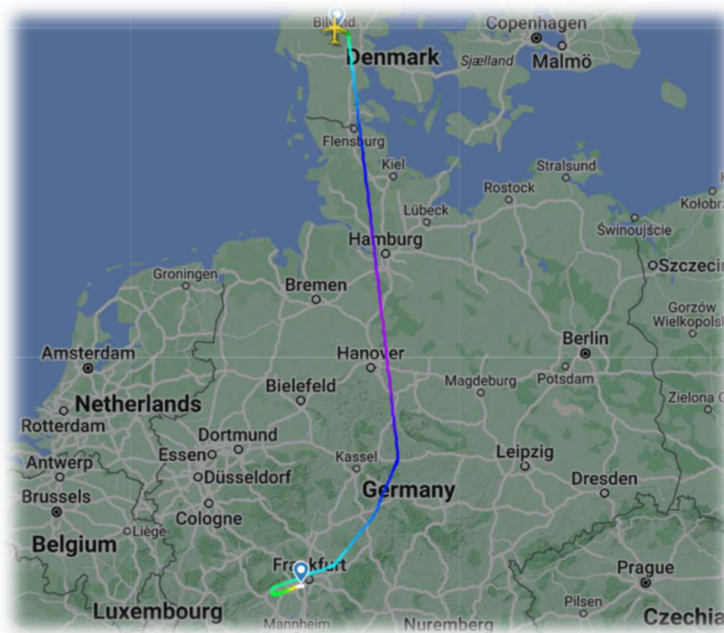 Copenhagen
Denmark
Sjælland
Malmö
Flensburg
Kiel
Stralsund
Rostock
Lübeck
Świnoujście
Hamburg
Szczecin
Groningen
Bremen
Gorzów
Wielkopolski
Amsterdam
Hanover
Berlin
Magdeburg
Potsdam
Bielefeld
Netherlands
Zielona
Rotterdam
Dortmund
Essen
Kassel
Leipzig
Antwerp
Düsseldorf
Dresden
Brussels
Germany
Cologne
Liège
Belgium
Frankfurt
Prague
Luxembourg
Mannheim
Nuremberg
Pilsen
Czechia